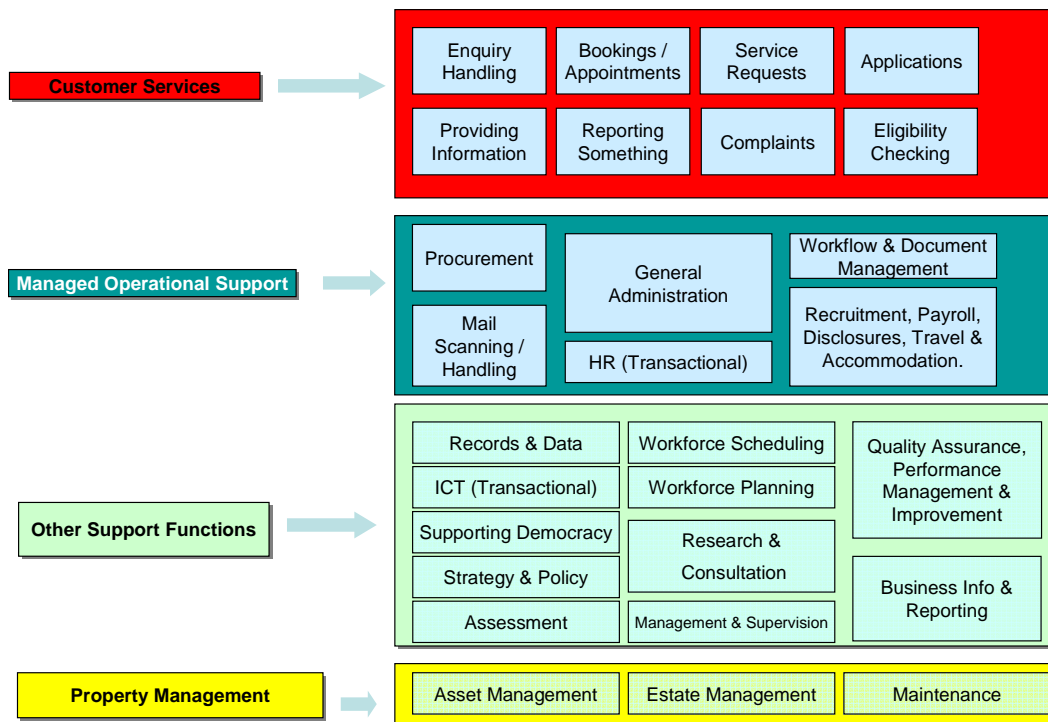 Customer Services
Enquiry
Handling
Bookings /
Appointments
Service
Requests
Applications
Providing
Information
Reporting
Something
Complaints
Eligibility
Checking
Managed Operational Support
Procurement
General
Administration
Workflow & Document
Management
Mail
Scanning /
Handling
HR (Transactional)
Recruitment, Payroll,
Disclosures, Travel &
Accommodation.
Other Support Functions
Records & Data
ICT (Transactional)
Supporting Democracy
Strategy & Policy
Assessment
Workforce Scheduling
Workforce Planning
Research &
Consultation
Management & Supervision
Quality Assurance,
Performance
Management &
Improvement
Business Info &
Reporting
Property Management
Asset Management
Estate Management
Maintenance